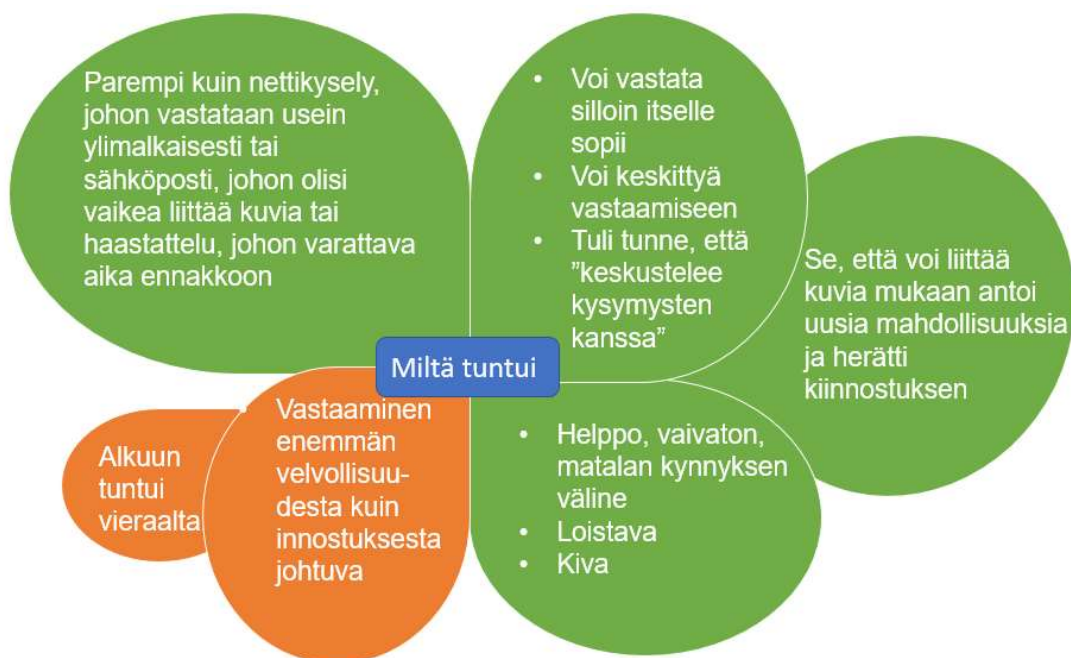 Parempi kuin nettikysely,
johon vastataan usein
ylimalkaisesti tai
sähköposti, johon olisi
vaikea liittää kuvia tai
haastattelu, johon varattava
aika ennakkoon
• Voi vastata
silloin itselle
sopii
• Voi keskittyä
vastaamiseen
• Tuli tunne, että
”keskustelee
kysymysten
kanssa”
Se, että voi liittää
kuvia mukaan antoi
uusia mahdollisuuksia
ja herätti
kiinnostuksen
Miltä tuntui
Alkuun
tuntui
vieraalta
• Vastaaminen
enemmän
velvollisuu-
desta kuin
innostuksesta
johtuva
• Helppo, vaivaton,
matalan kynnyksen
väline
• Loistava
• Kiva